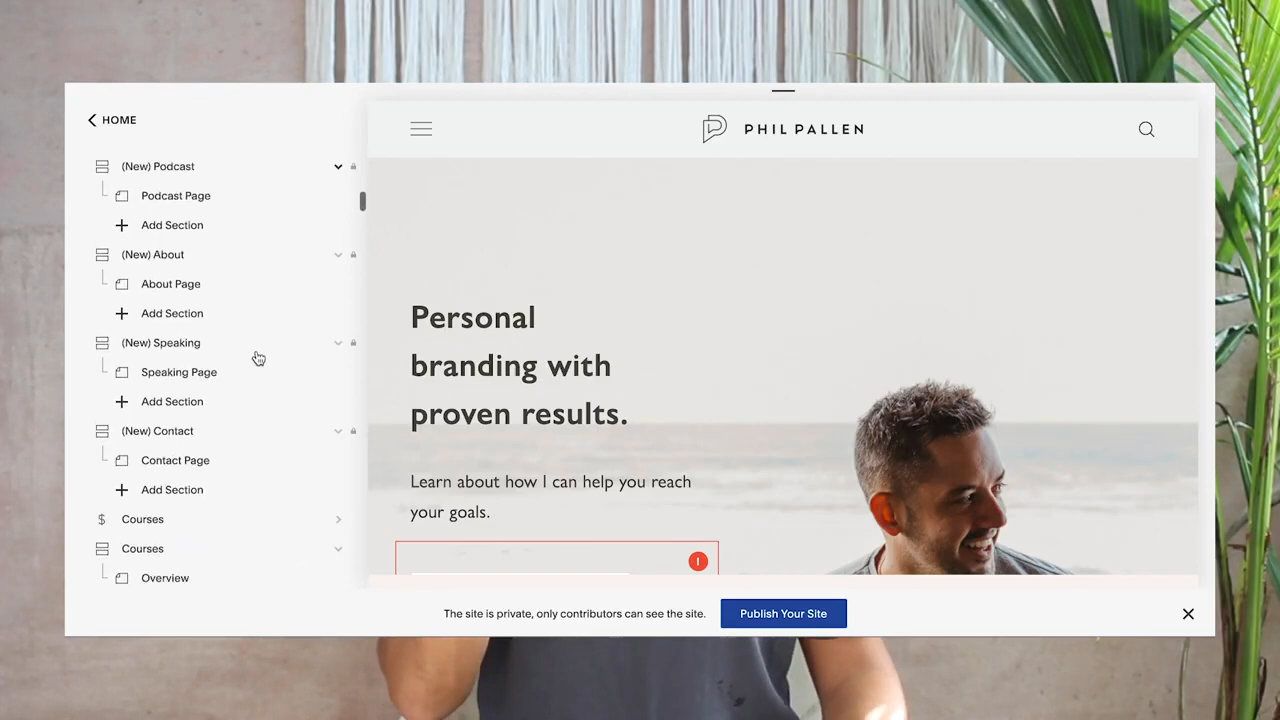 HOME
(New) Podcast
Podcast Page
Add Section
(New) About
About Page
Add Section
(New) Speaking
Speaking Page
Add Section
(New) Contact
Contact Page
Add Section
$ Courses
Courses
Overview
PHIL PALLEN
Personal
branding with
proven results.
Learn about how I can help you reach
your goals.
The site is private, only contributors can see the site.
Publish Your Site